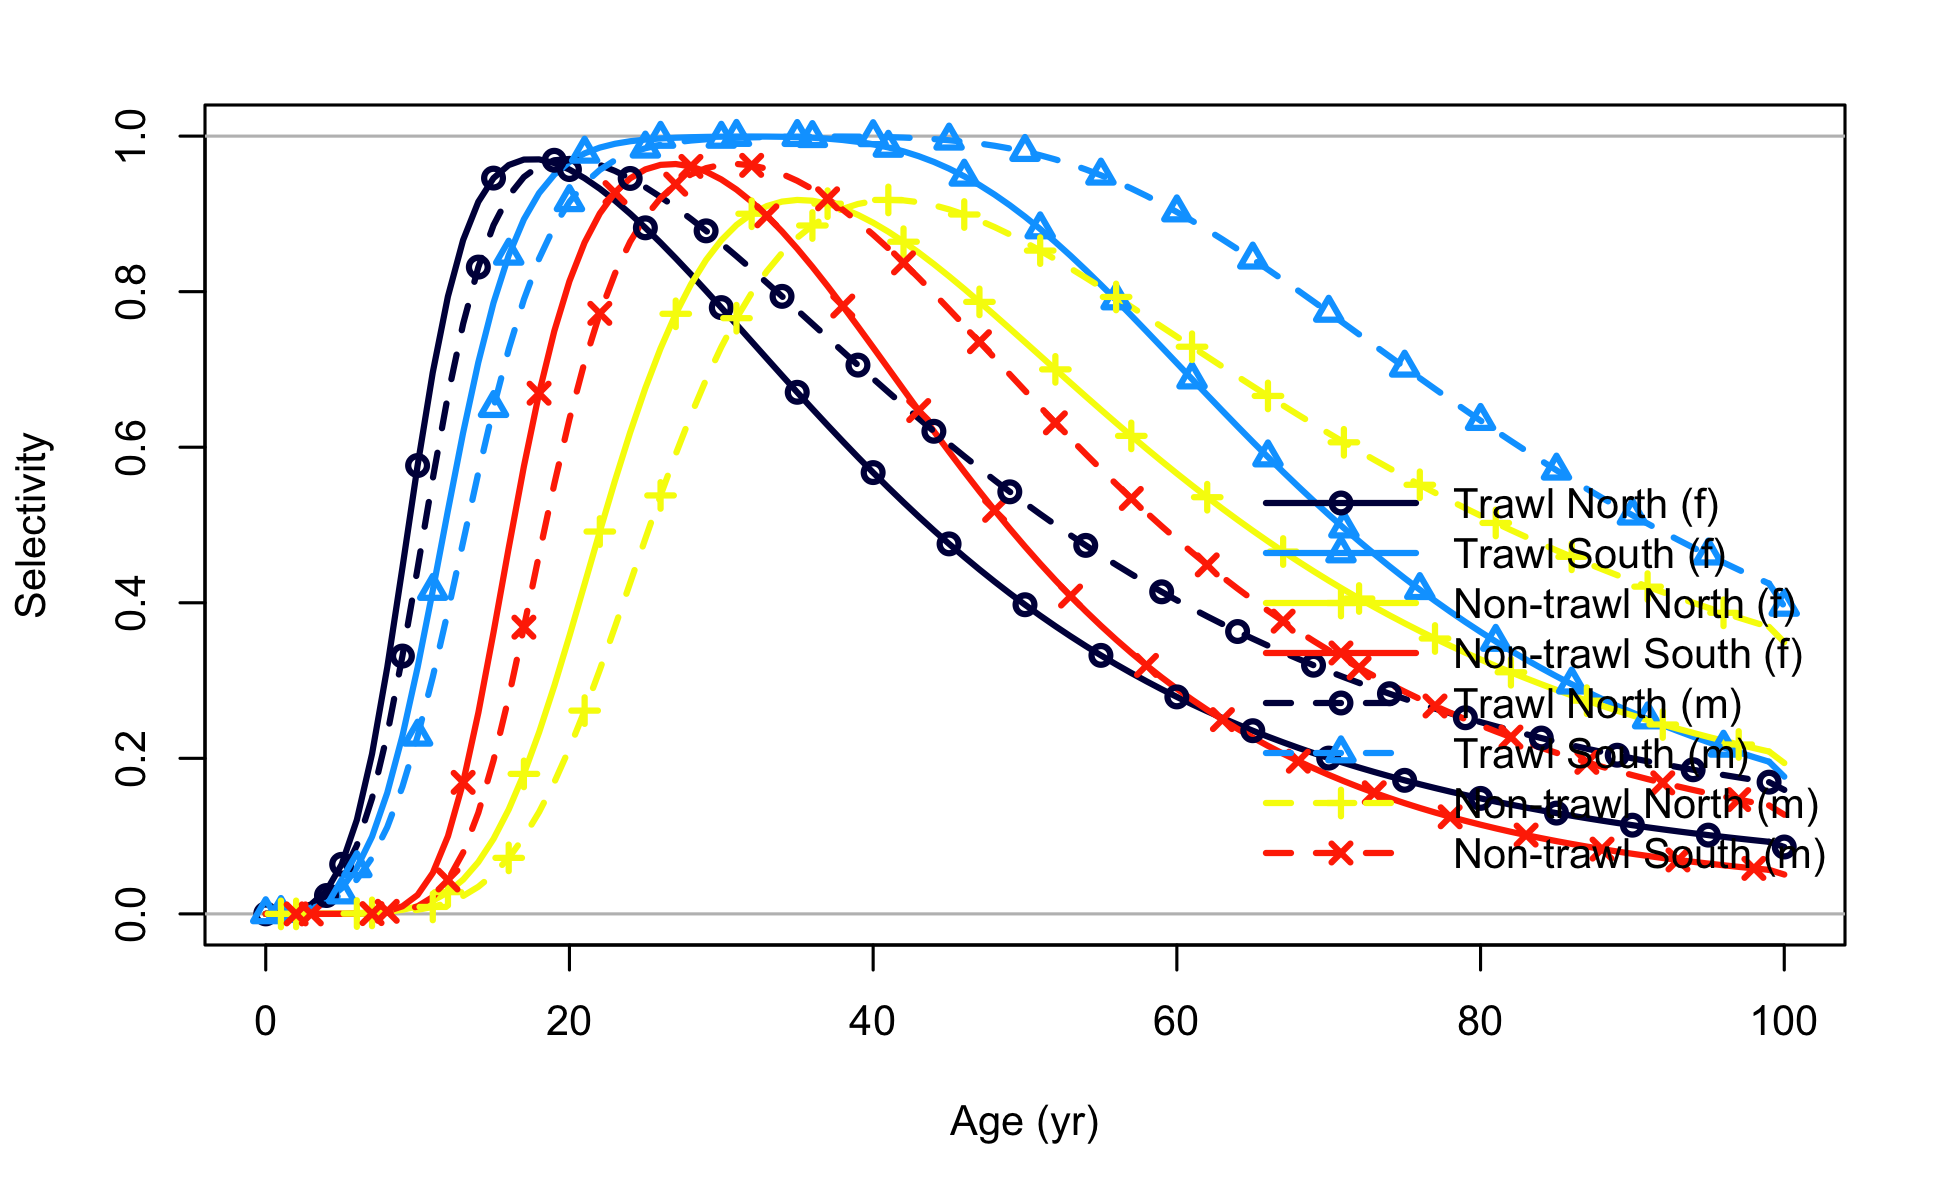 1.0
0.8
0.6
0.4
0.2
0.0
Selectivity
Trawl North (f)
Trawl South (f)
Non-trawl North (f)
Non-trawl South (f)
Trawl North (m)
Trawl South (m)
Non-trawl North (m)
Non-trawl South (m)
0 20 40 60 80 100
Age (yr)